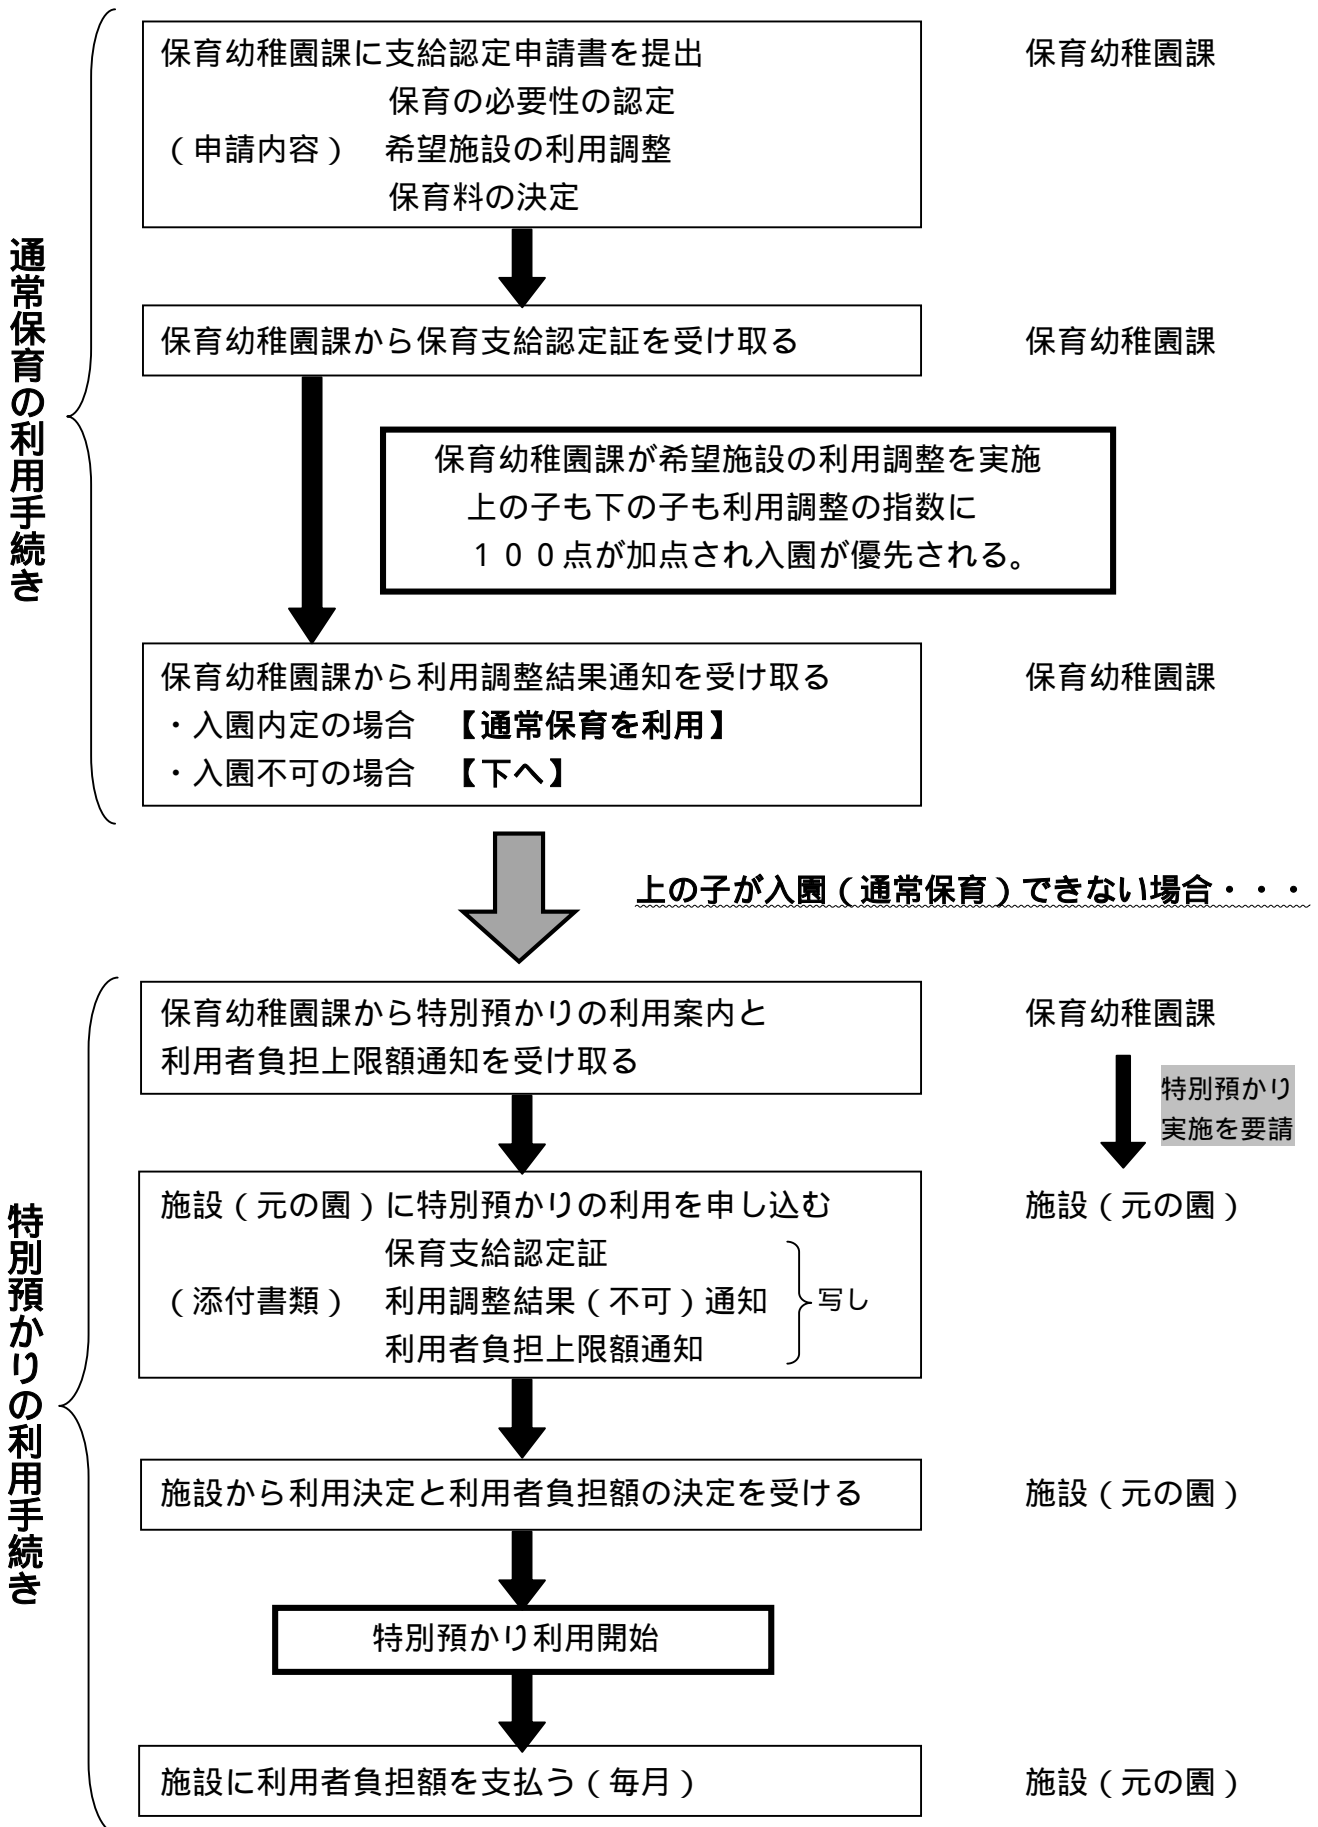 通常保育の利用手続き
保育幼稚園課に支給認定申請書を提出
保育幼稚園課
保育の必要性の認定
（申請内容） 希望施設の利用調整
保育料の決定
保育幼稚園課から保育支給認定証を受け取る
保育幼稚園課
保育幼稚園課が希望施設の利用調整を実施
上の子も下の子も利用調整の指数に
１００点が加点され入園が優先される。
保育幼稚園課から利用調整結果通知を受け取る
保育幼稚園課
・入園内定の場合 【通常保育を利用】
・入園不可の場合 【下へ】
上の子が入園（通常保育）できない場合・・・
特別預かりの利用手続き
保育幼稚園課から特別預かりの利用案内と
保育幼稚園課
利用者負担上限額通知を受け取る
特別預かり
実施を要請
施設（元の園）に特別預かりの利用を申し込む
施設（元の園）
保育支給認定証
（添付書類） 利用調整結果（不可）通知 写し
利用者負担上限額通知
施設から利用決定と利用者負担額の決定を受ける
施設（元の園）
特別預かり利用開始
施設に利用者負担額を支払う（毎月）
施設（元の園）